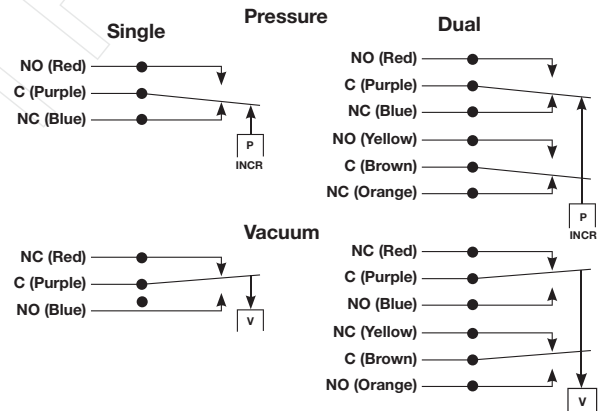 Pressure
Single
NO (Red)
C (Purple)
NC (Blue)
P
INCR
Dual
NO (Red)
C (Purple)
NC (Blue)
NO (Yellow)
C (Brown)
NC (Orange)
P
INCR
Vacuum
NC (Red)
C (Purple)
NO (Blue)
V
NC (Red)
C (Purple)
NO (Blue)
NC (Yellow)
C (Brown)
NO (Orange)
V